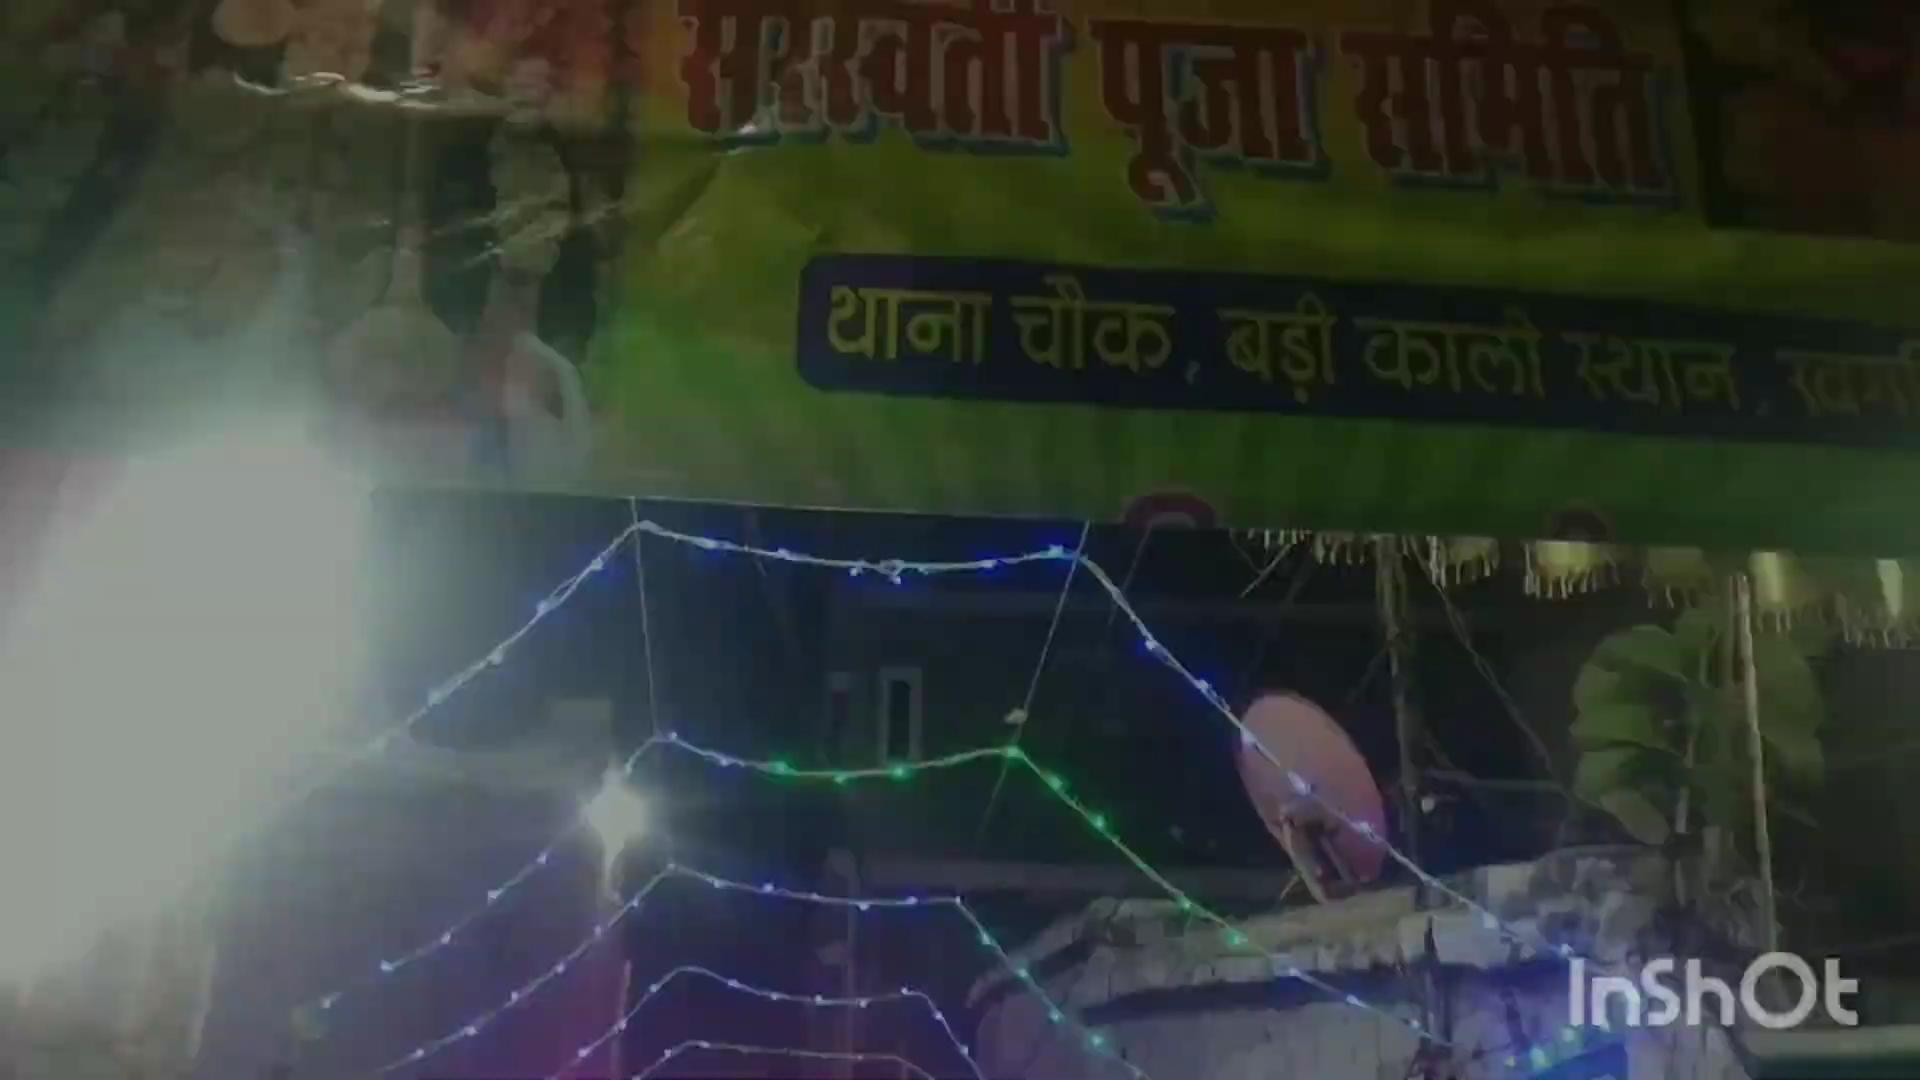 सरस्वती पूजा समिति
थाना चौक, बड़ी काली स्थान,
InShOt